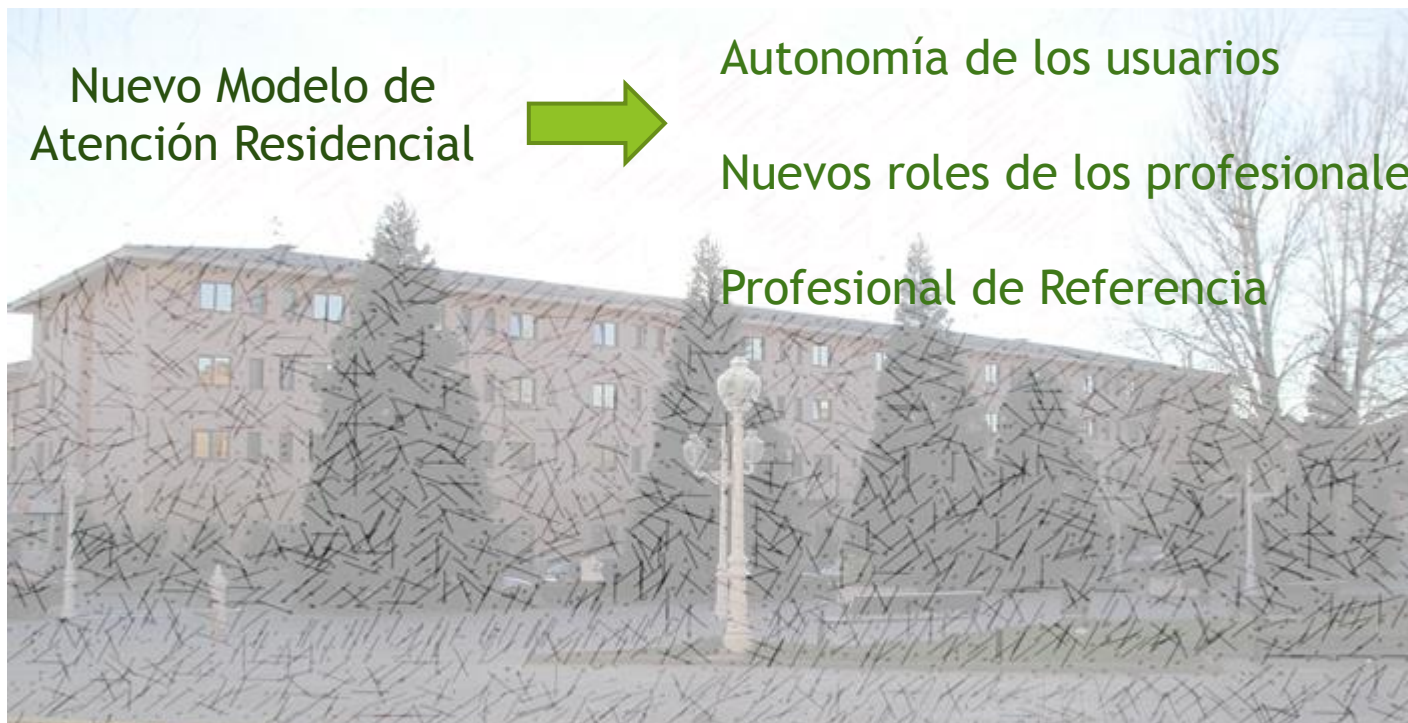 Nuevo Modelo de
Atención Residencial
Autonomía de los usuarios
Nuevos roles de los profesionale
Profesional de Referencia